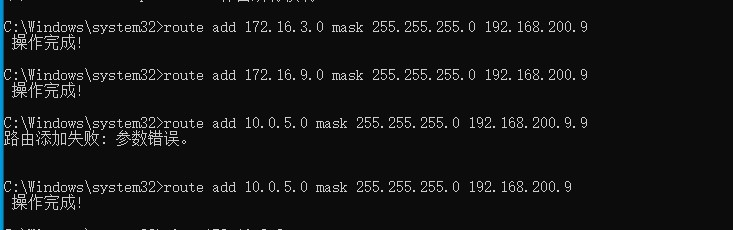 C:\Windows\system32>route add 172.16.3.0 mask 255.255.255.0 192.168.200.9
操作完成!
C:\Windows\system32>route add 172.16.9.0 mask 255.255.255.0 192.168.200.9
操作完成!
C:\Windows\system32>route add 10.0.5.0 mask 255.255.255.0 192.168.200.9.9
路由添加失败: 参数错误。
C:\Windows\system32>route add 10.0.5.0 mask 255.255.255.0 192.168.200.9
操作完成!